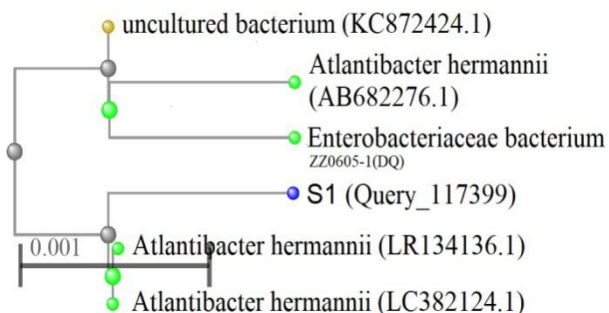 uncultured bacterium (KC872424.1)
Atlantibacter hermannii
(AB682276.1)
Enterobacteriaceae bacterium
ZZ0605-1(DQ)
S1 (Query_117399)
0.001
Atlantibacter hermannii (LR134136.1)
Atlantibacter hermannii (LC382124.1)